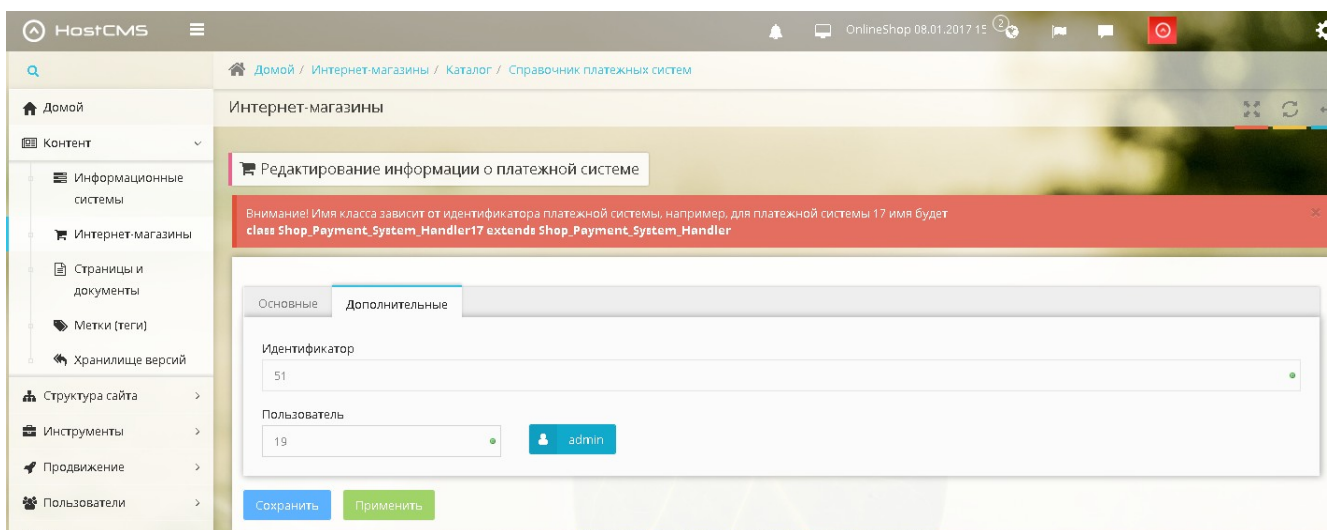 HostCMS
OnlineShop 08.01.2017 15
2
Домой / Интернет-магазины / Каталог / Справочник платежных систем
Домой
Интернет-магазины
Контент
Информационные
системы
Интернет-магазины
Страницы и
документы
Метки (теги)
Хранилище версий
Структура сайта
Инструменты
Продвижение
Пользователи
Редактирование информации о платежной системе
Внимание! Имя класса зависит от идентификатора платежной системы, например, для платежной системы 17 имя будет
class Shop_Payment_System_Handler17 extends Shop_Payment_System_Handler
Основные
Дополнительные
Идентификатор
51
Пользователь
19
admin
Сохранить
Применить